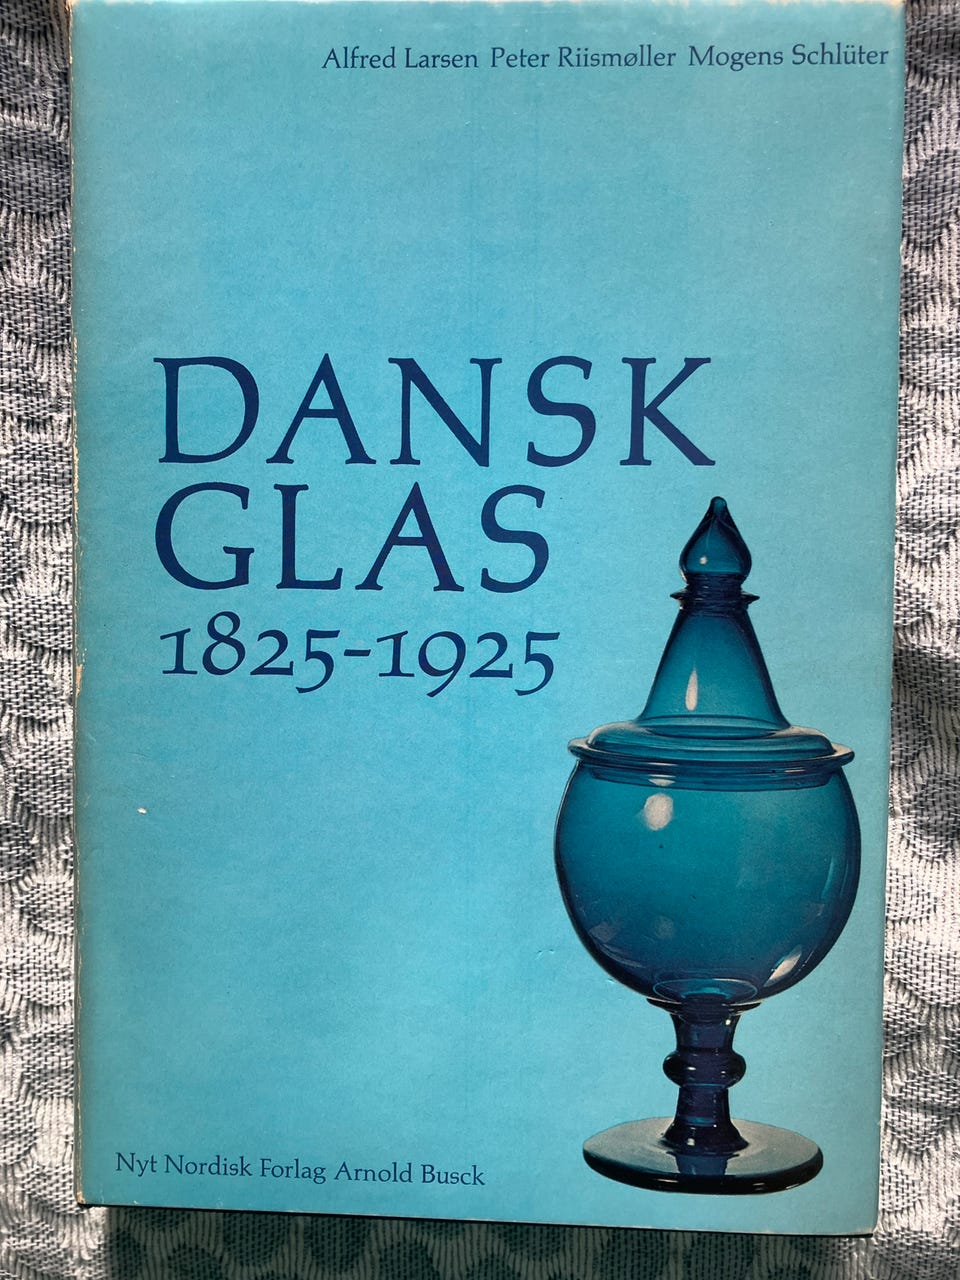 Alfred Larsen Peter Riismøller Mogens Schlüter
DANSK
GLAS
1825-1925
Nyt Nordisk Forlag Arnold Busck